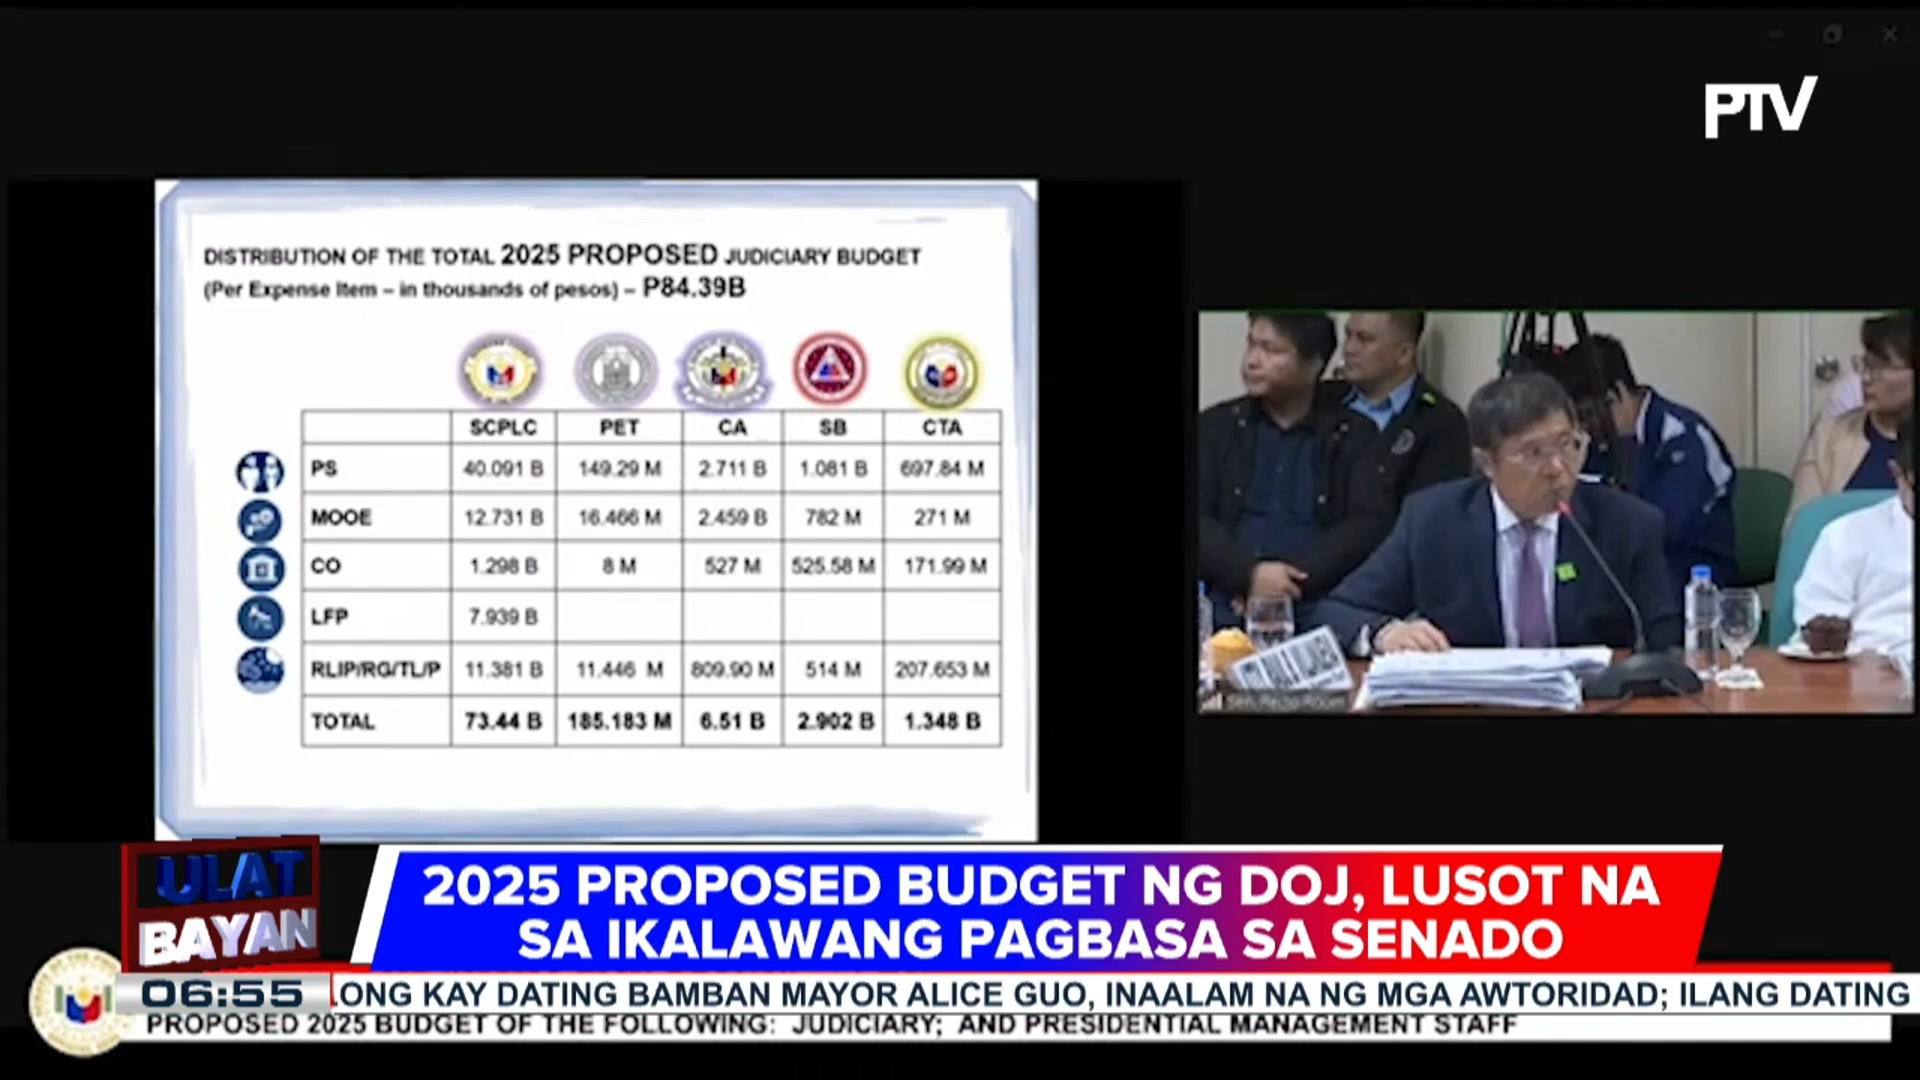 PTV
DISTRIBUTION OF THE TOTAL 2025 PROPOSED JUDICIARY BUDGET
(Per Expense Item – in thousands of pesos) – P84.39B
SCPLC PET CA SB CTA
PS 40.091 B 149.29 M 2.711 B 1.081 B 697.84 M
MOOE 12.731 B 16.466 M 2.459 B 782 M 271 M
CO 1.298 B 8 M 527 M 525.58 M 171.99 M
LFP 7.939 B
RLIP/RG/TL/P 11.381 B 11.446 M 809.90 M 514 M 207.653 M
TOTAL 73.44 B 185.183 M 6.51 B 2.902 B 1.348 B
ULAT
BAYAN
2025 PROPOSED BUDGET NG DOJ, LUSOT NA
SA IKALAWANG PAGBASA SA SENADO
06:55
LONG KAY DATING BAMBAN MAYOR ALICE GUO, INAALAM NA NG MGA AWTORIDAD; ILANG DATING
PROPOSED 2025 BUDGET OF THE FOLLOWING: JUDICIARY; AND PRESIDENTIAL MANAGEMENT STAFF